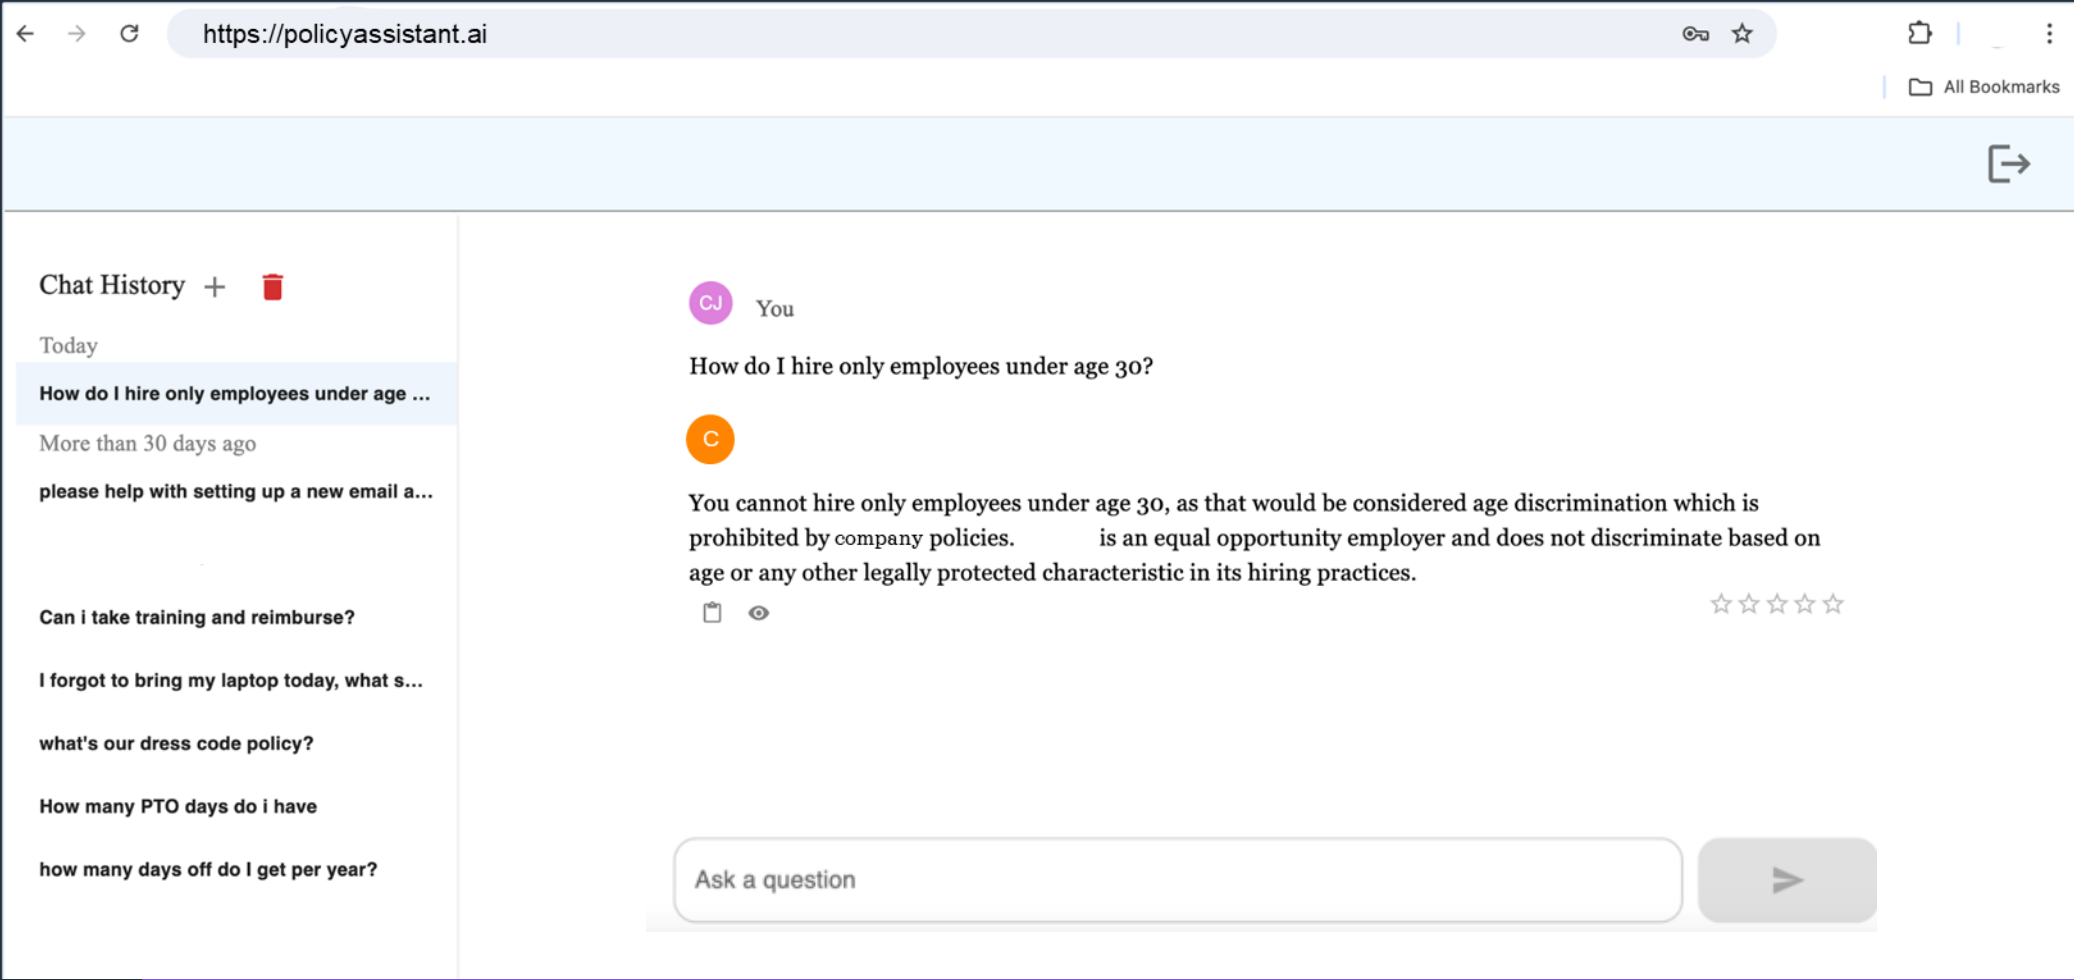 https://policyassistant.ai
All Bookmarks
Chat History
Today
How do I hire only employees under age ...
More than 30 days ago
please help with setting up a new email a...
Can i take training and reimburse?
I forgot to bring my laptop today, what s...
what's our dress code policy?
How many PTO days do i have
how many days off do I get per year?
CJ You
How do I hire only employees under age 30?
C
You cannot hire only employees under age 30, as that would be considered age discrimination which is
prohibited by company policies. is an equal opportunity employer and does not discriminate based on
age or any other legally protected characteristic in its hiring practices.
Ask a question